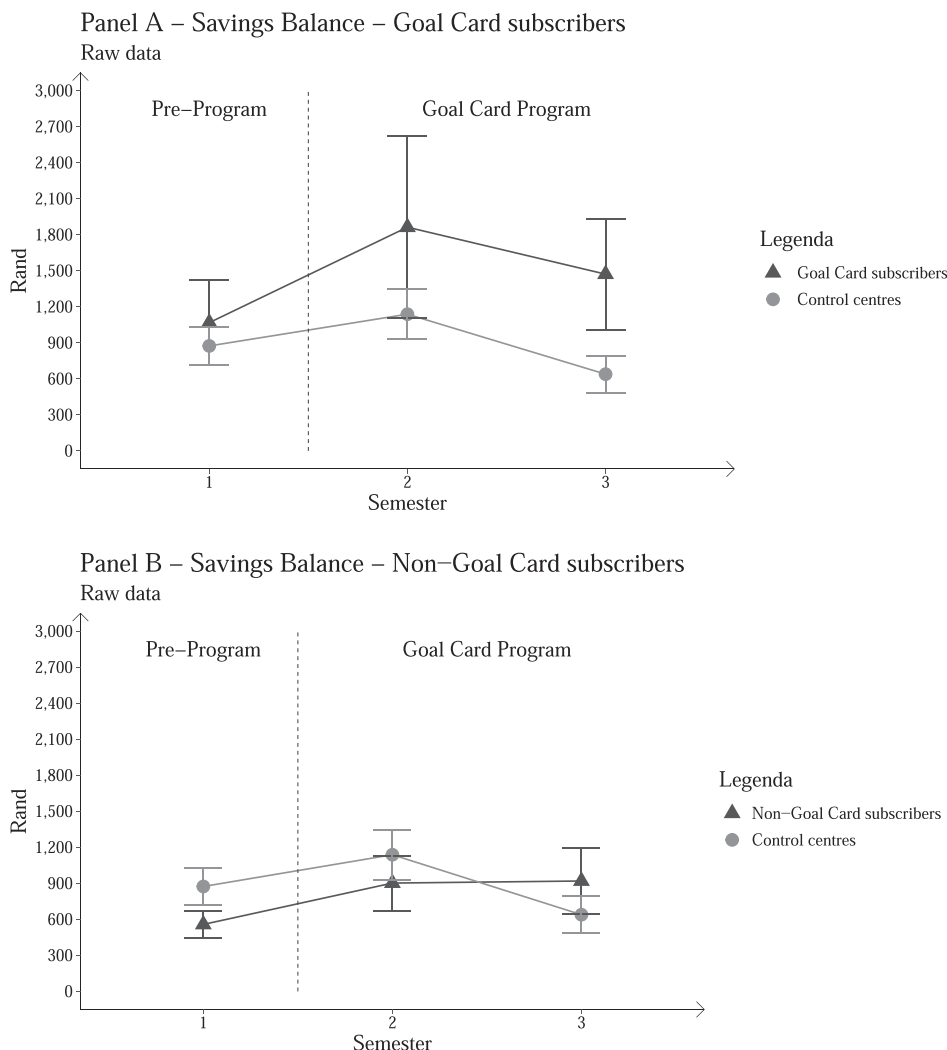 Panel A – Savings Balance – Goal Card subscribers
Raw data
3,000
Pre–Program
Goal Card Program
2,700
2,400
2,100
1,800
1,500
1,200
900
600
300
0
Rand
Legenda
Goal Card subscribers
Control centres
1
2
3
Semester
Panel B – Savings Balance – Non–Goal Card subscribers
Raw data
3,000
Pre–Program
Goal Card Program
2,700
2,400
2,100
1,800
1,500
1,200
900
600
300
0
Rand
Legenda
Non–Goal Card subscribers
Control centres
1
2
3
Semester